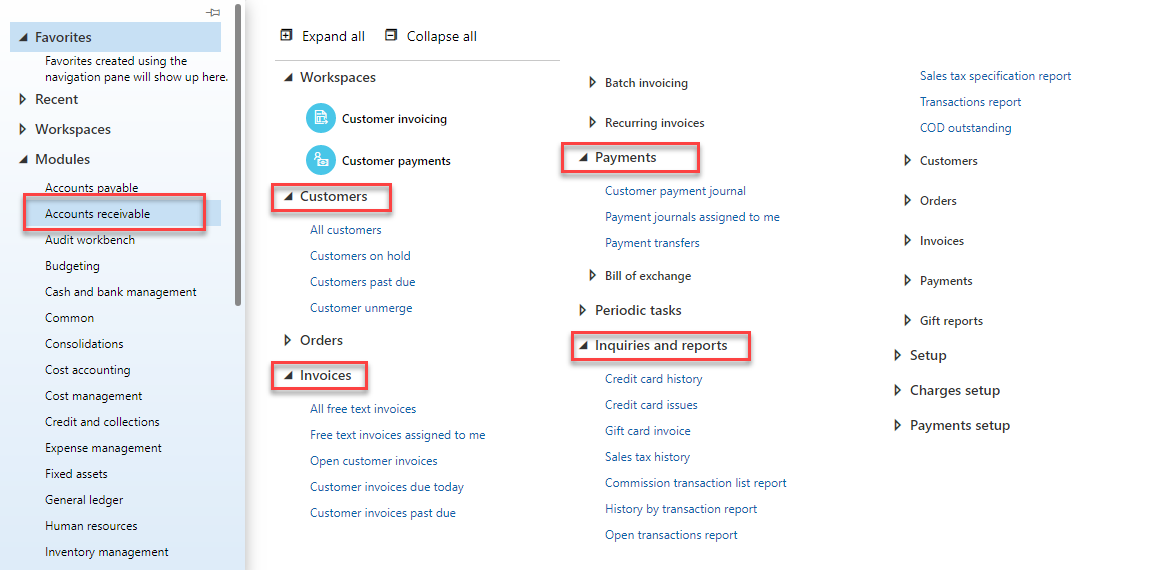 Favorites
Favorites created using the
navigation pane will show up here.
Recent
Workspaces
Modules
Accounts payable
Accounts receivable
Audit workbench
Budgeting
Cash and bank management
Common
Consolidations
Cost accounting
Cost management
Credit and collections
Expense management
Fixed assets
General ledger
Human resources
Inventory management
Expand all
Collapse all
Workspaces
Customer invoicing
Customer payments
Customers
All customers
Customers on hold
Customers past due
Customer unmerge
Orders
Invoices
All free text invoices
Free text invoices assigned to me
Open customer invoices
Customer invoices due today
Customer invoices past due
Batch invoicing
Recurring invoices
Payments
Customer payment journal
Payment journals assigned to me
Payment transfers
Bill of exchange
Periodic tasks
Inquiries and reports
Credit card history
Credit card issues
Gift card invoice
Sales tax history
Commission transaction list report
History by transaction report
Open transactions report
Sales tax specification report
Transactions report
COD outstanding
Customers
Orders
Invoices
Payments
Gift reports
Setup
Charges setup
Payments setup